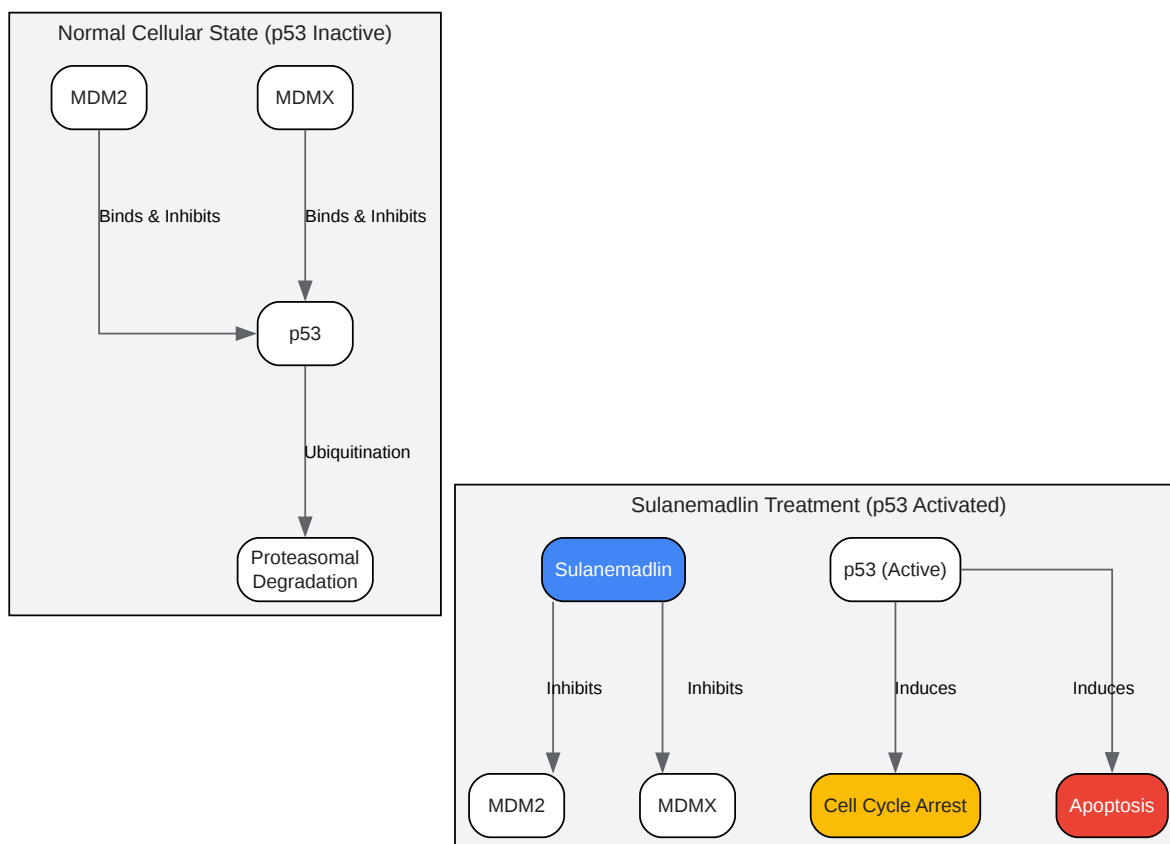 Normal Cellular State (p53 Inactive)
MDM2
MDMX
Binds & Inhibits
Binds & Inhibits
p53
Ubiquitination
Proteasomal
Degradation
Sulanemadlin Treatment (p53 Activated)
Sulanemadlin
p53 (Active)
Inhibits
Inhibits
Induces
Induces
MDM2
MDMX
Cell Cycle Arrest
Apoptosis